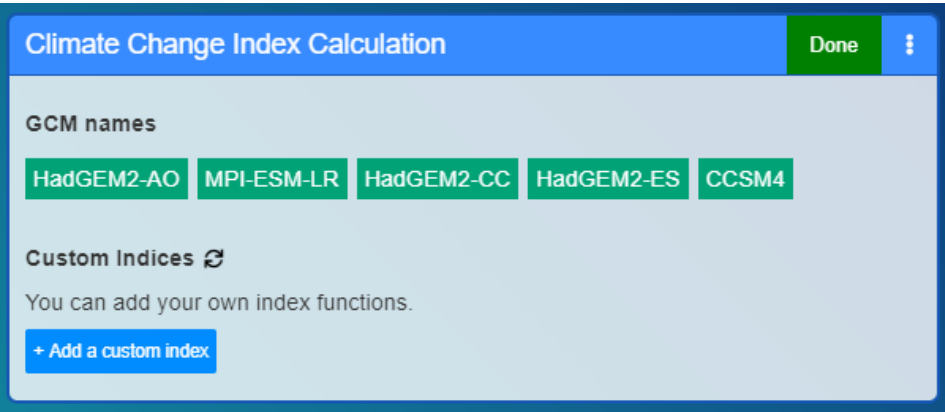 Climate Change Index Calculation Done
GCM names
HadGEM2-AO MPI-ESM-LR HadGEM2-CC HadGEM2-ES CCSM4
Custom Indices
You can add your own index functions.
+ Add a custom index